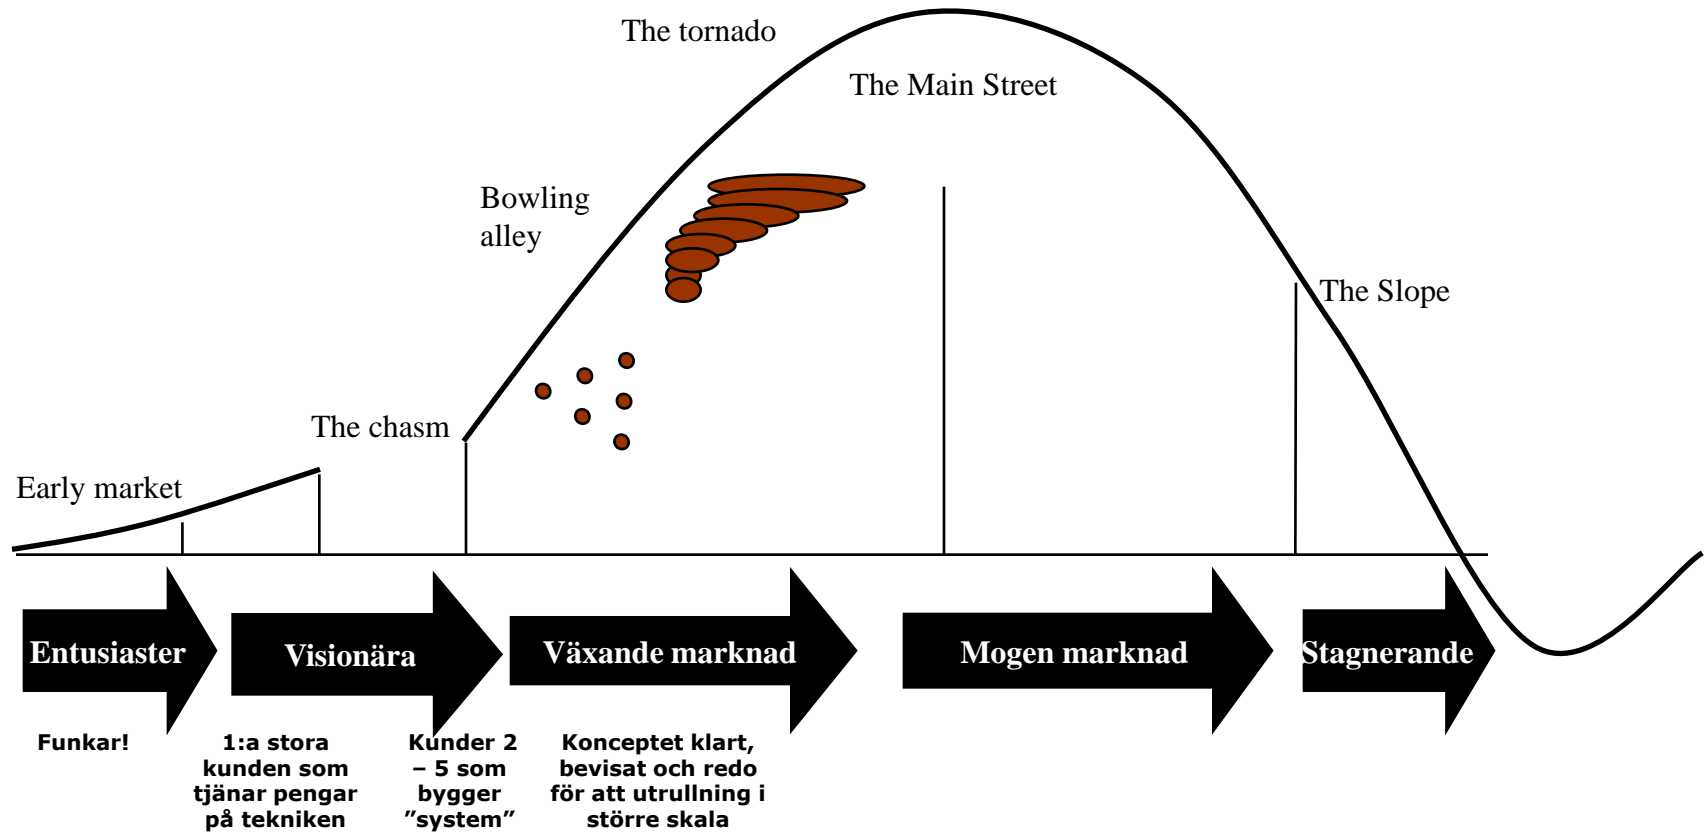 The tornado
The Main Street
Bowling
alley
The Slope
The chasm
Early market
Entusiaster
Visionära
Växande marknad
Mogen marknad
Stagnerande
Funkar!
1:a stora
kunden som
tjänar pengar
på tekniken
Kunder 2
– 5 som
bygger
”system”
Konceptet klart,
bevisat och redo
för att utrullning i
större skala